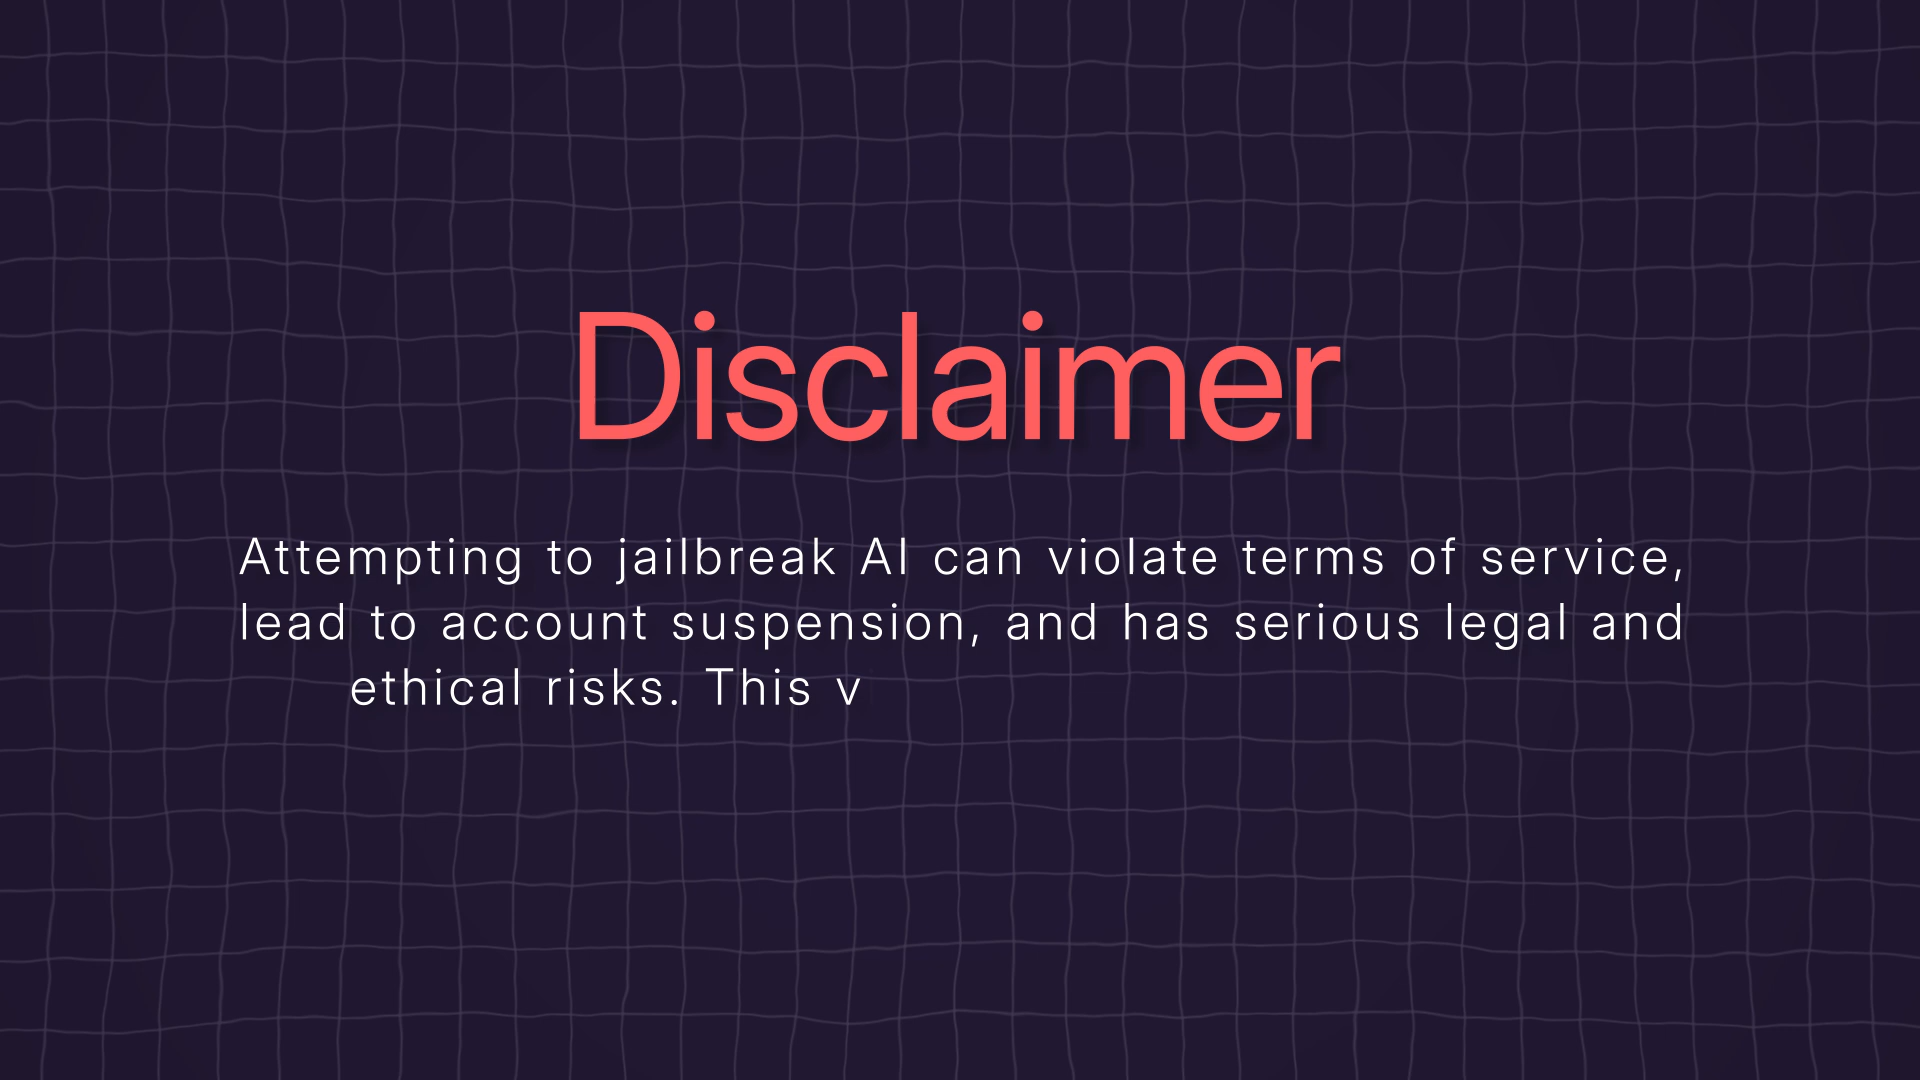 Disclaimer
Attempting to jailbreak AI can violate terms of service,
lead to account suspension, and has serious legal and
ethical risks. This v